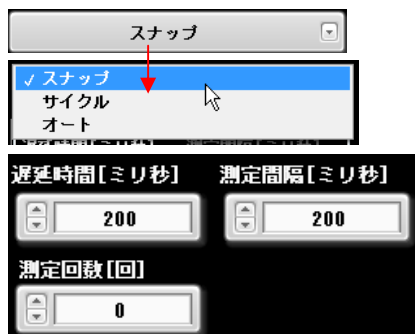 スナップ
✓ スナップ
サイクル
オート
遅延時間[ミリ秒] 測定間隔[ミリ秒]
200 200
測定回数[回]
0